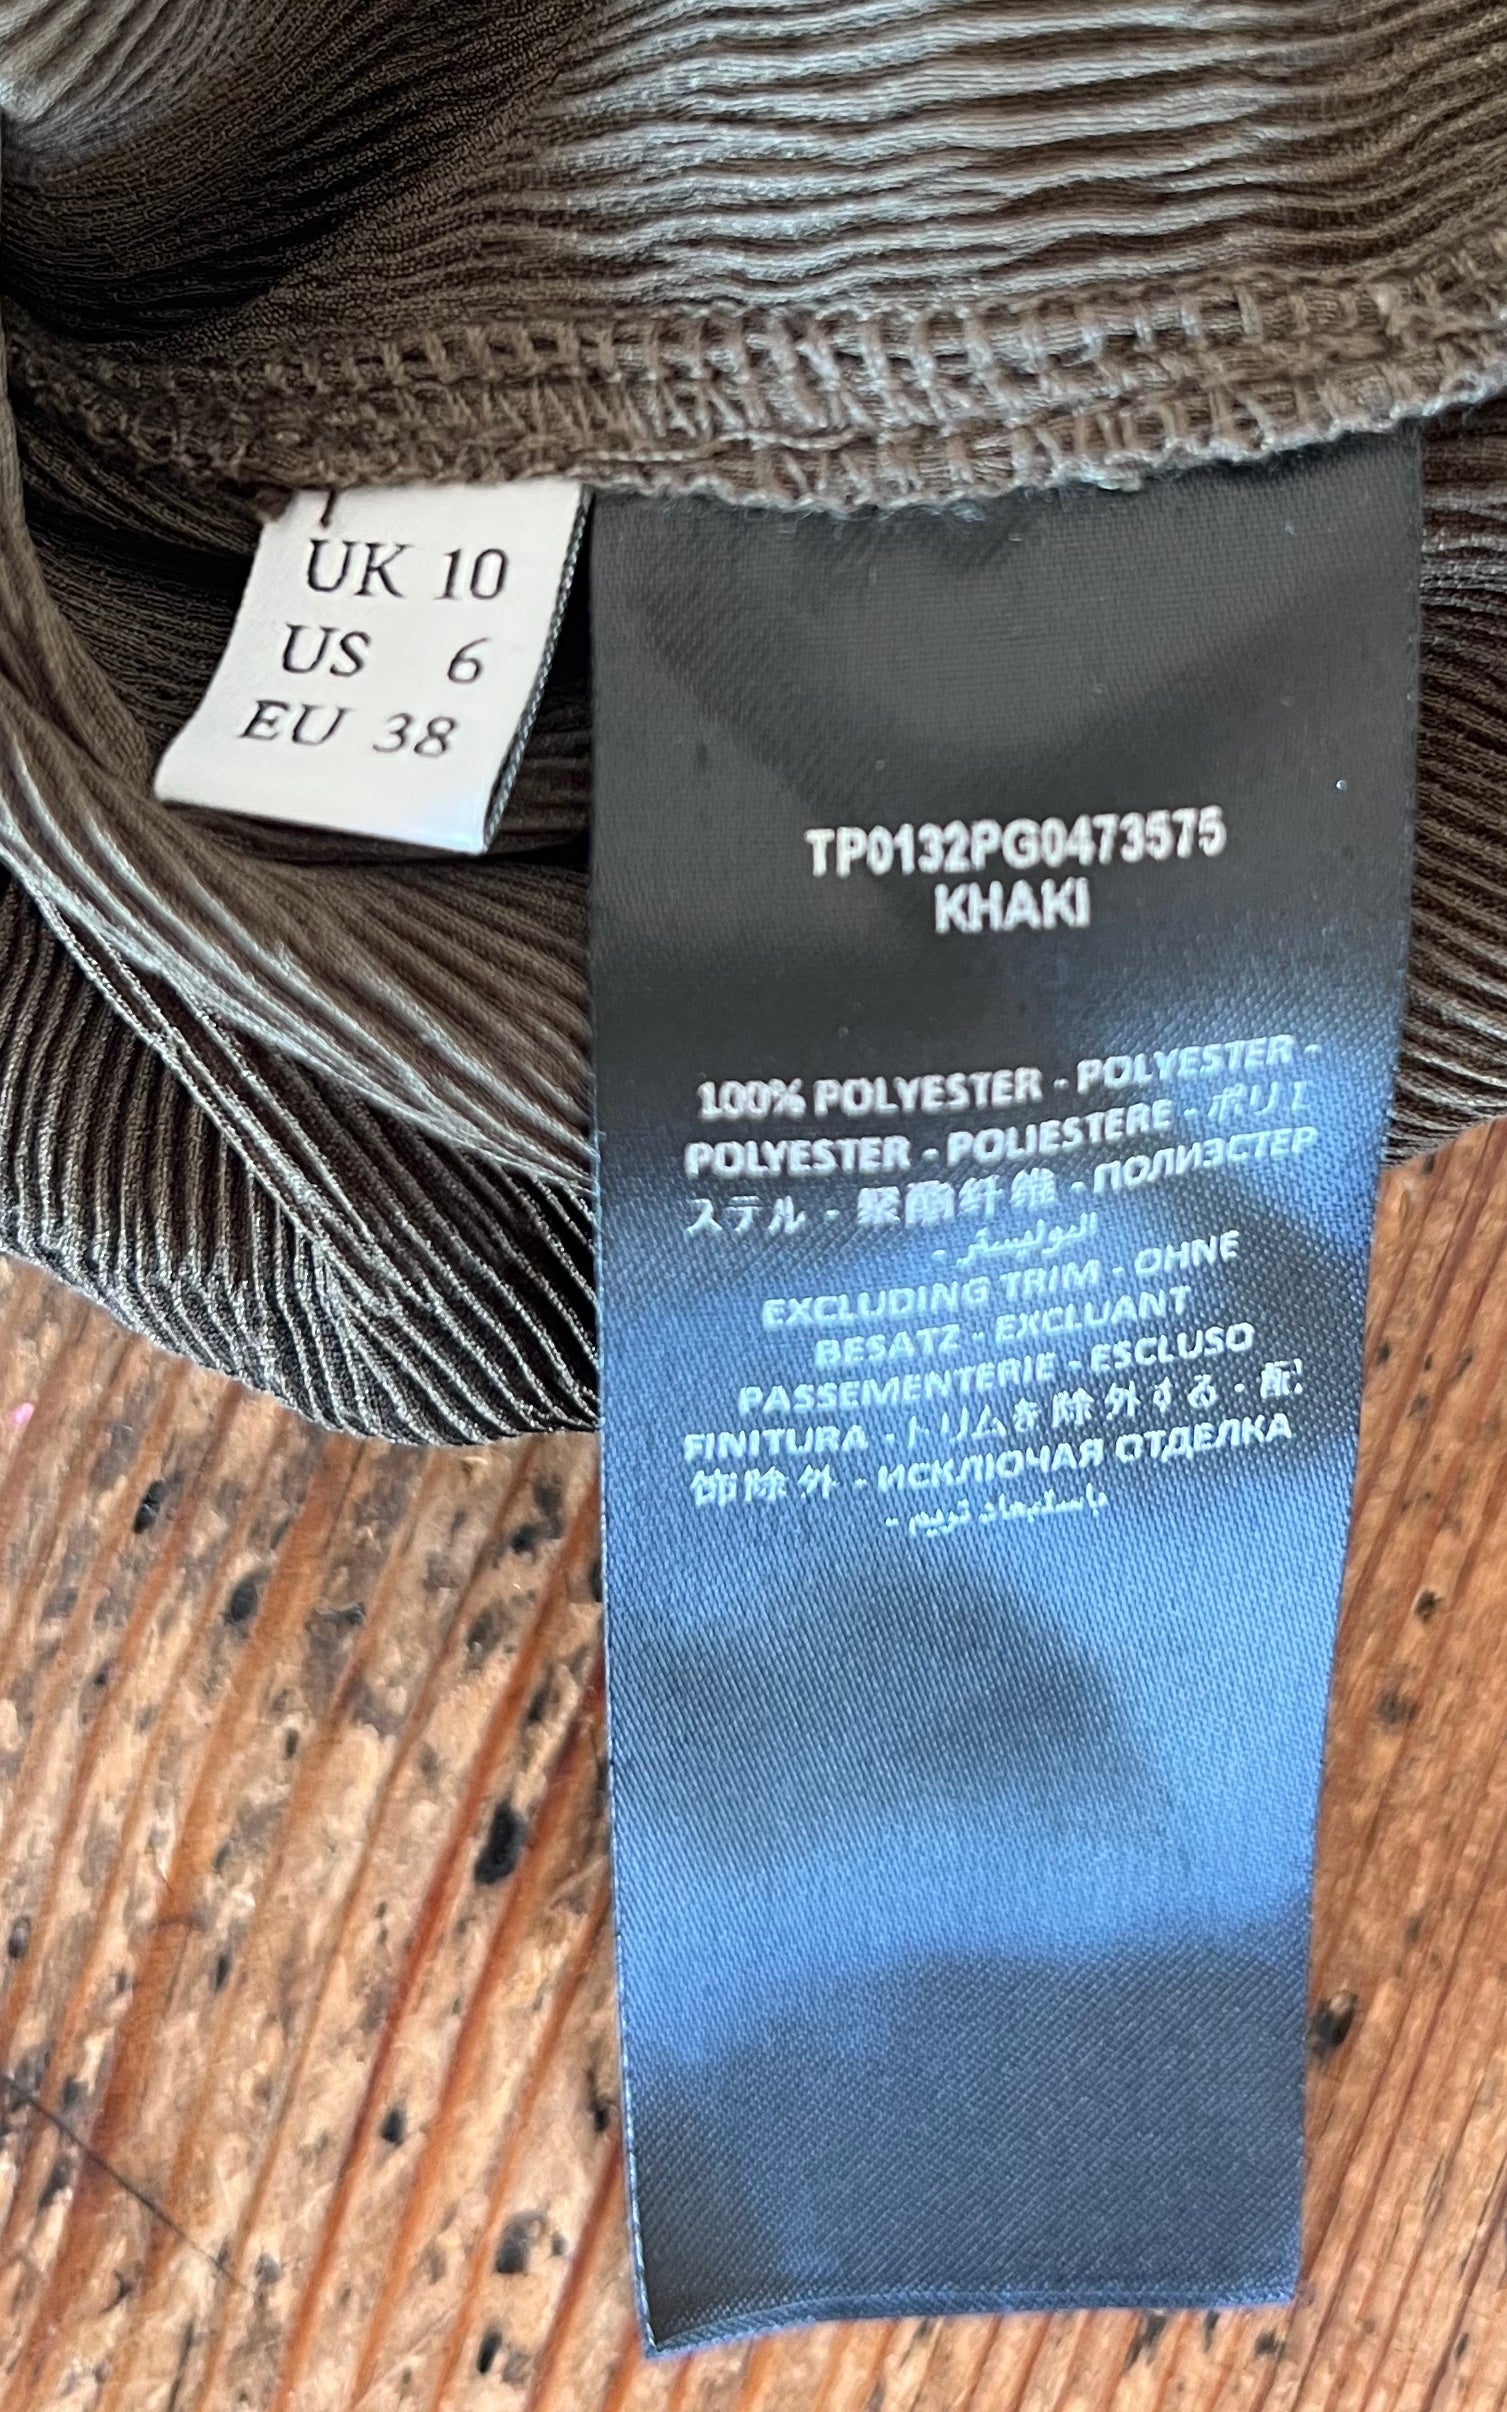 UK 10
US 6
EU 38
TP0132PG0473575
KHAKI
100% POLYESTER - POLYESTER -
POLYESTER - POLIESTERE - ポリエ
ステル - 聚酯纤维 - ПОЛИЭСТЕР
- البوليستر
EXCLUDING TRIM - OHNE
BESATZ - EXCLUANT
PASSEMENTERIE - ESCLUSO
FINITURA - トリムを除外する - 配
饰除外 - ИСКЛЮЧАЯ ОТДЕЛКА
- باستبعاد تريم